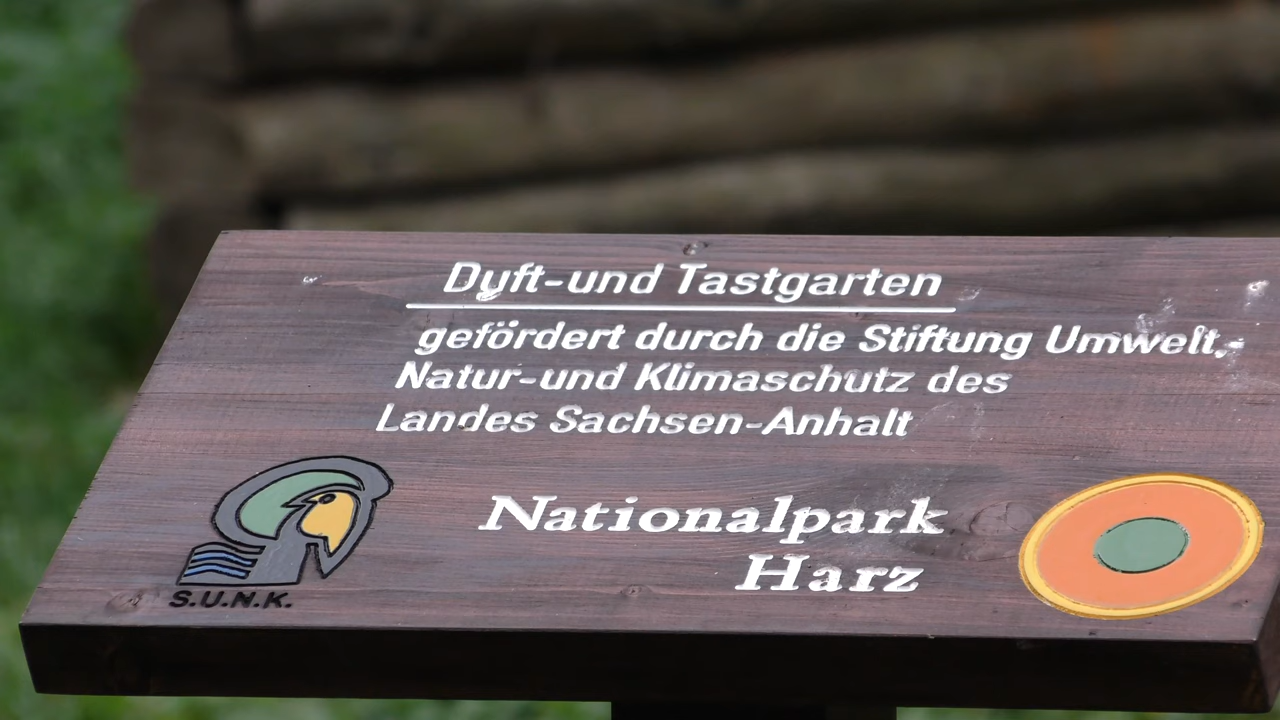 Duft-und Tastgarten
gefördert durch die Stiftung Umwelt,-
Natur-und Klimaschutz des
Landes Sachsen-Anhalt
Nationalpark
Harz
S.U.N.K.